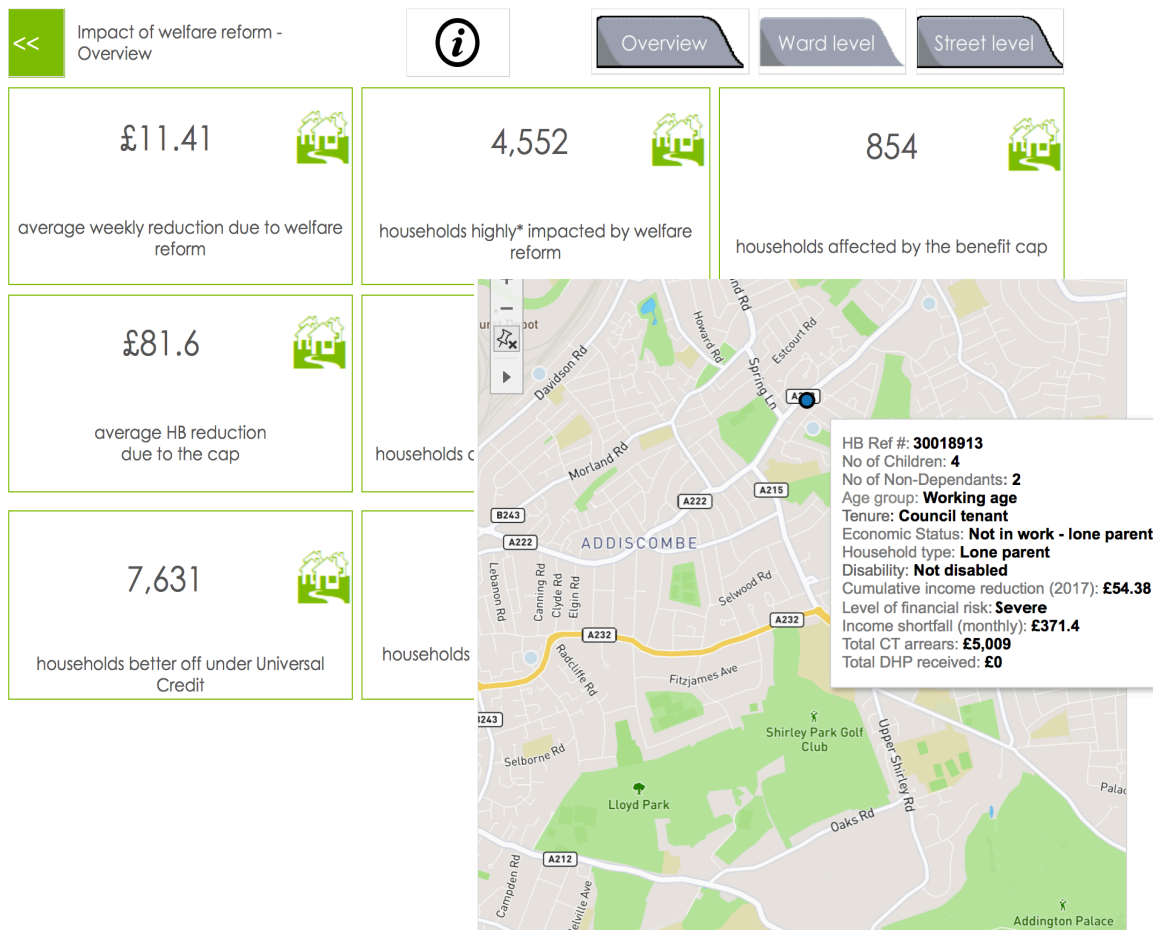 <<
Impact of welfare reform -
Overview
i
Overview
Ward level
Street level
£11.41
average weekly reduction due to welfare
reform
4,552
households highly* impacted by welfare
reform
854
households affected by the benefit cap
£81.6
average HB reduction
due to the cap
households
7,631
households better off under Universal
Credit
households
Davidson Rd
Howard Rd
Spring Ln
Estcourt Rd
Morland Rd
A215
A222
B243
A222
ADDISCOMBE
Lebanon Rd
Canning Rd
Clyde Rd
Elgin Rd
Selwood Rd
A232
A232
Radcliffe Rd
Fitzjames Ave
Selborne Rd
Shirley Park Golf
Club
Upper Shirley Rd
Lloyd Park
Oaks Rd
A212
Campden Rd
Addington Palace
HB Ref #: 30018913
No of Children: 4
No of Non-Dependants: 2
Age group: Working age
Tenure: Council tenant
Economic Status: Not in work - lone parent
Household type: Lone parent
Disability: Not disabled
Cumulative income reduction (2017): £54.38
Level of financial risk: Severe
Income shortfall (monthly): £371.4
Total CT arrears: £5,009
Total DHP received: £0